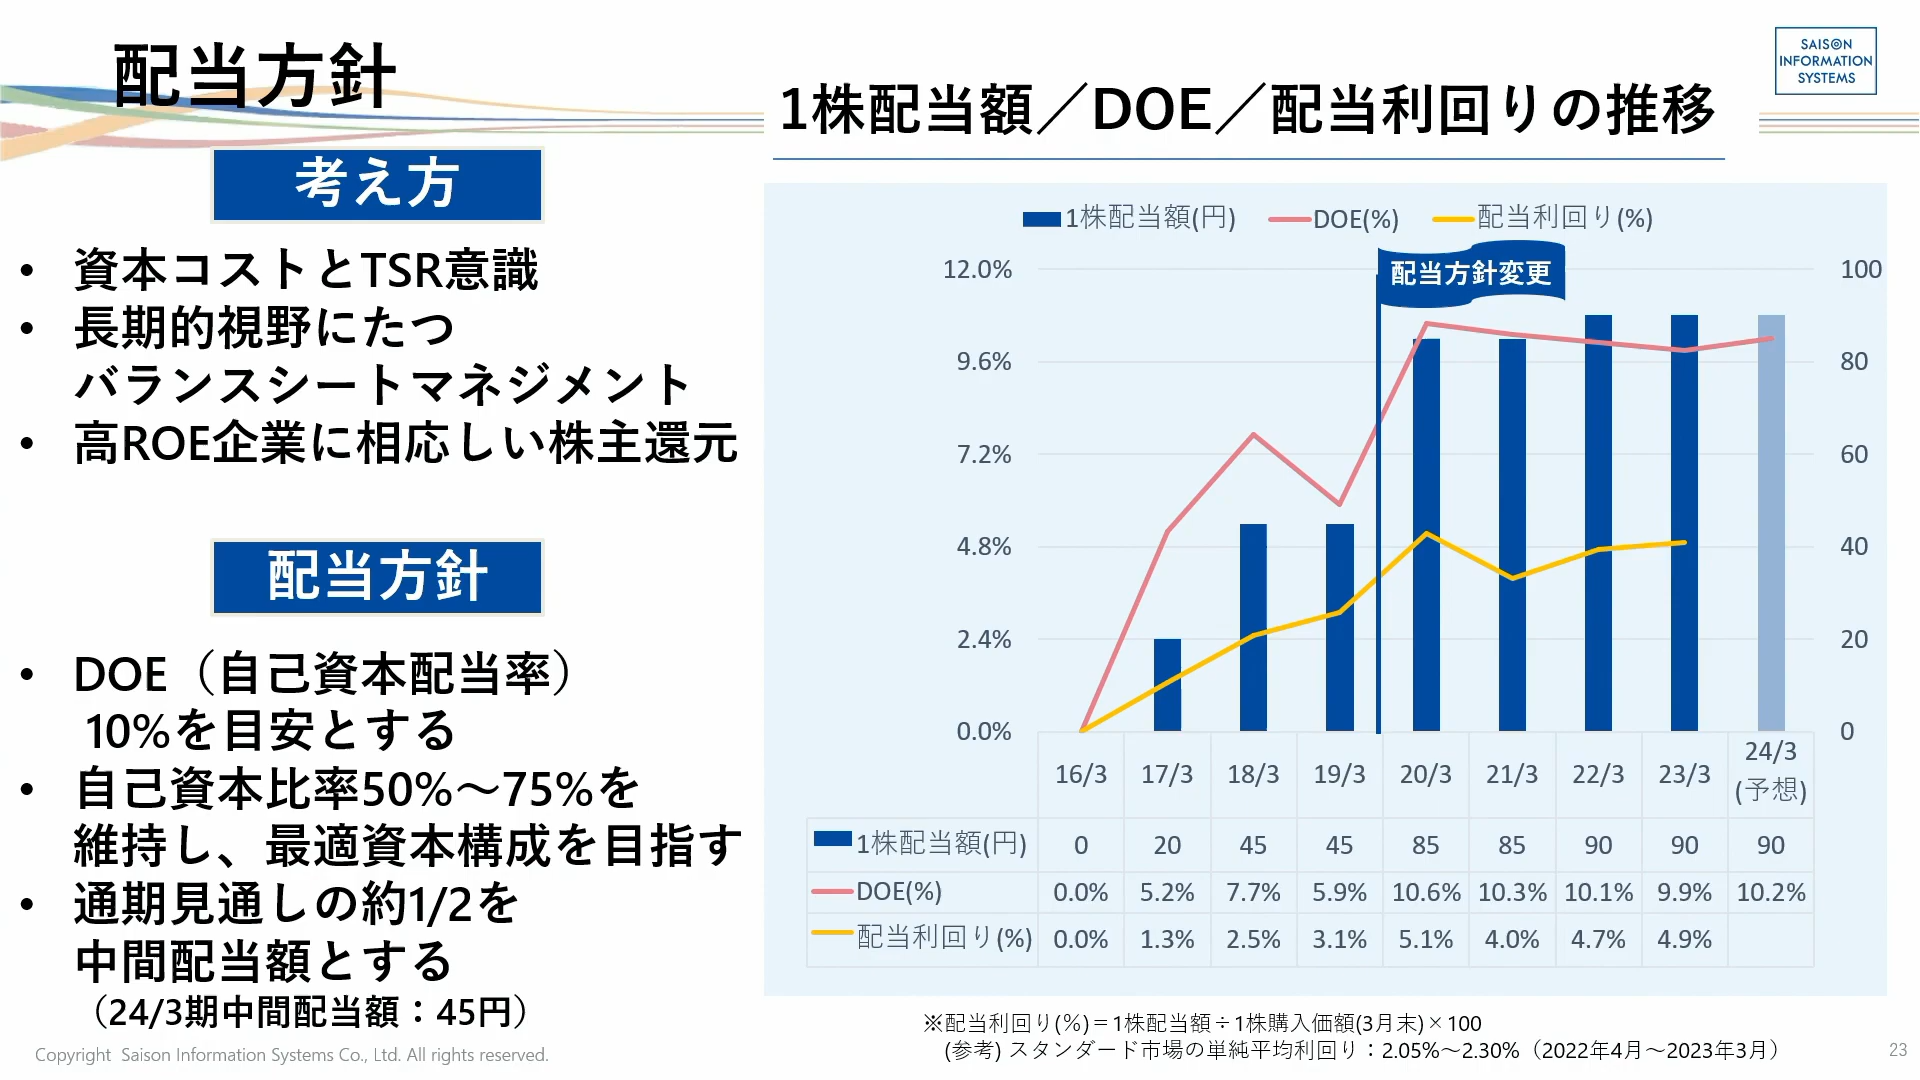 配当方針
SAISON
INFORMATION
SYSTEMS
考え方
• 資本コストとTSR意識
• 長期的視野にたつ
バランスシートマネジメント
• 高ROE企業に相応しい株主還元
配当方針
• DOE（自己資本配当率）
10%を目安とする
• 自己資本比率50%～75%を
維持し、最適資本構成を目指す
• 通期見通しの約1/2を
中間配当額とする
（24/3期中間配当額：45円）
1株配当額／DOE／配当利回りの推移
1株配当額(円) DOE(%) 配当利回り(%)
配当方針変更
12.0% 100
9.6% 80
7.2% 60
4.8% 40
2.4% 20
0.0% 0
16/3 17/3 18/3 19/3 20/3 21/3 22/3 23/3 24/3
(予想)
1株配当額(円) 0 20 45 45 85 85 90 90 90
DOE(%) 0.0% 5.2% 7.7% 5.9% 10.6% 10.3% 10.1% 9.9% 10.2%
配当利回り(%) 0.0% 1.3% 2.5% 3.1% 5.1% 4.0% 4.7% 4.9%
※配当利回り(％)＝1株配当額÷1株購入価額(3月末)×100
(参考) スタンダード市場の単純平均利回り：2.05%～2.30%（2022年4月～2023年3月）
Copyright Saison Information Systems Co., Ltd. All rights reserved.
23